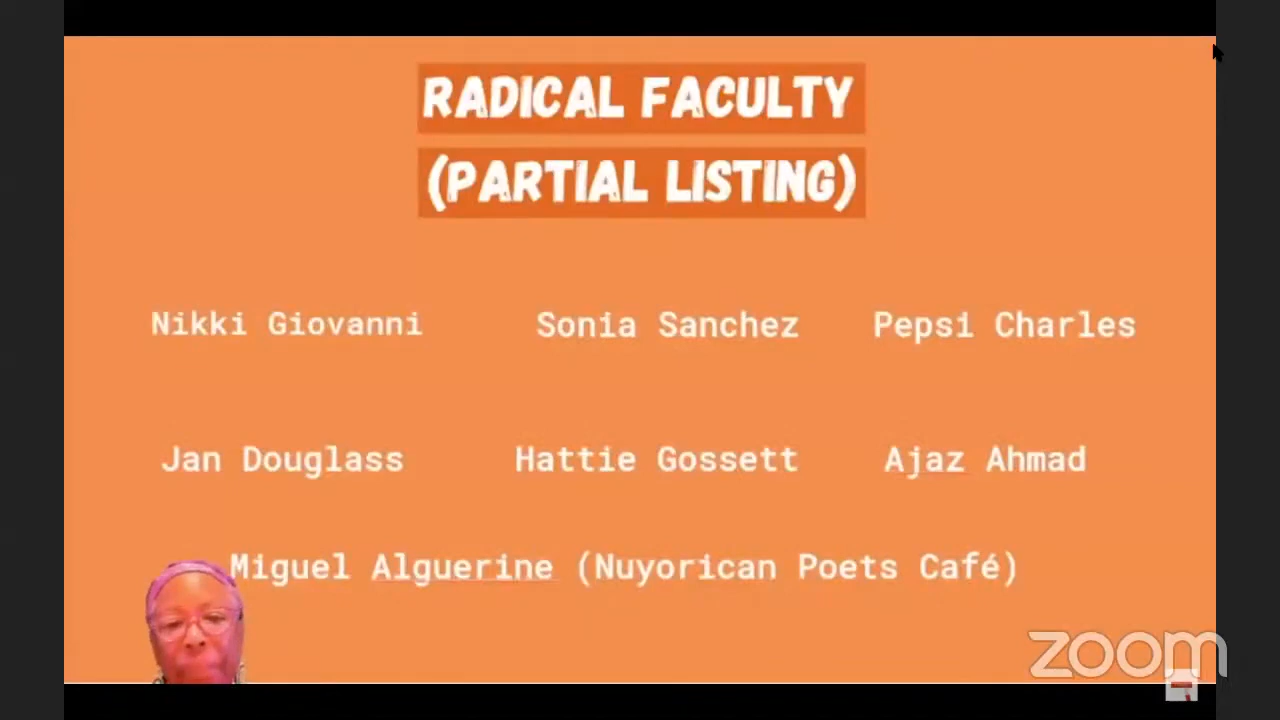 RADICAL FACULTY
(PARTIAL LISTING)
Nikki Giovanni Sonia Sanchez Pepsi Charles
Jan Douglass Hattie Gossett Ajaz Ahmad
Miguel Alguerine (Nuyorican Poets Café)
zoom